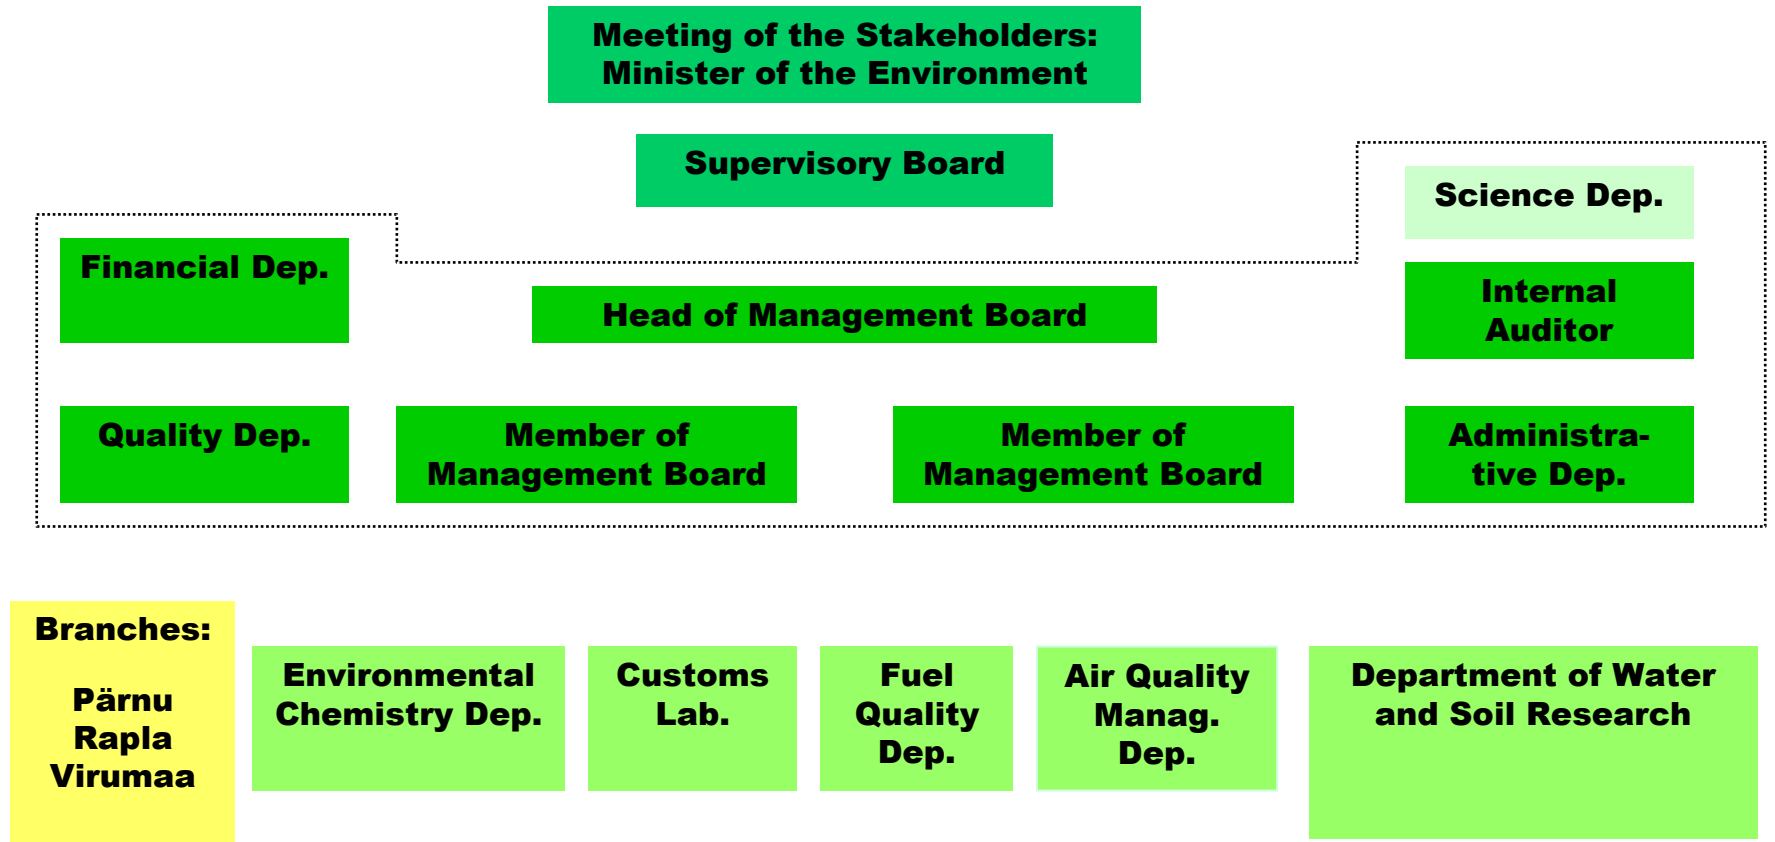 Meeting of the Stakeholders:
Minister of the Environment
Supervisory Board
Science Dep.
Financial Dep.
Head of Management Board
Internal
Auditor
Quality Dep.
Member of
Management Board
Member of
Management Board
Administra-
tive Dep.
Branches:
Pärnu
Rapla
Virumaa
Environmental
Chemistry Dep.
Customs
Lab.
Fuel
Quality
Dep.
Air Quality
Manag.
Dep.
Department of Water
and Soil Research